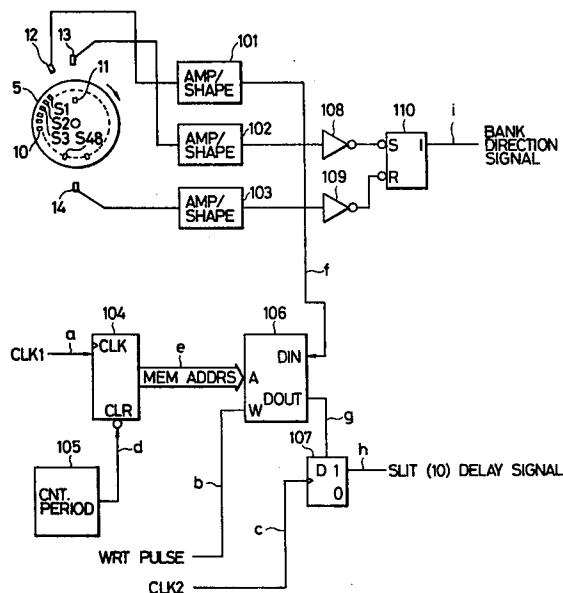 12
13
11
5
S1
S2
S3 S48
10
14
101
AMP/
SHAPE
102
AMP/
SHAPE
103
AMP/
SHAPE
108
109
110
S 1
R
i
BANK
DIRECTION
SIGNAL
f
104
a
CLK1
CLK
CLR
e
MEM ADDRS
106
DIN
A
DOUT
W
g
107
D 1
0
h
SLIT (10) DELAY SIGNAL
105
CNT.
PERIOD
d
b
c
WRT PULSE
CLK2